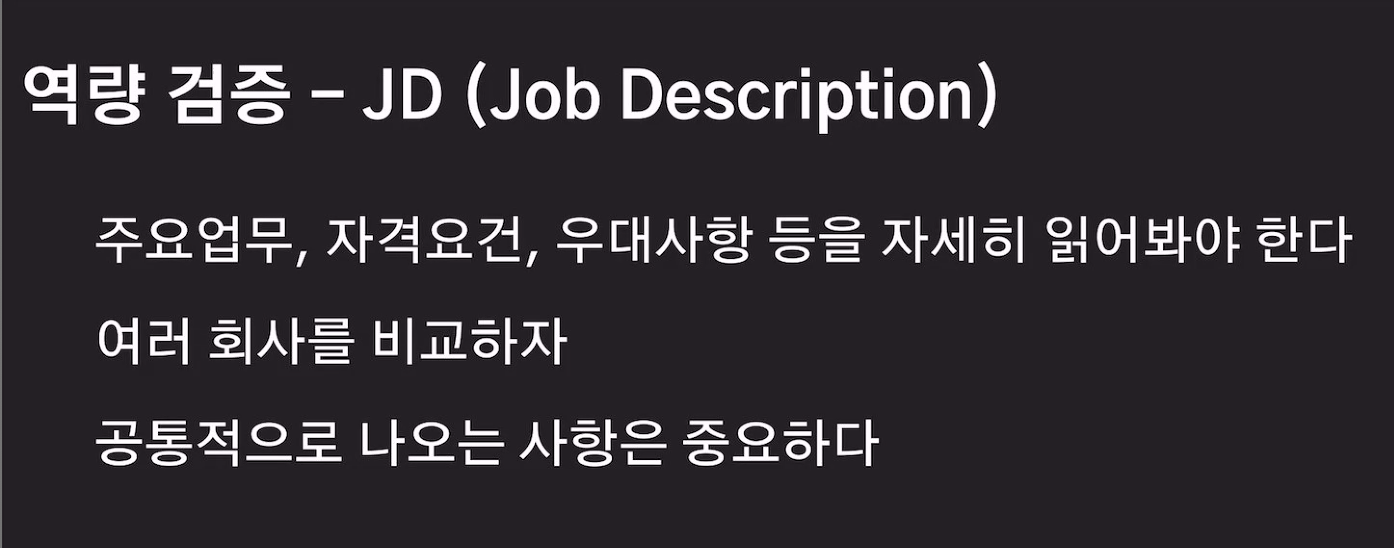 역량 검증 – JD (Job Description)
주요업무, 자격요건, 우대사항 등을 자세히 읽어봐야 한다
여러 회사를 비교하자
공통적으로 나오는 사항은 중요하다